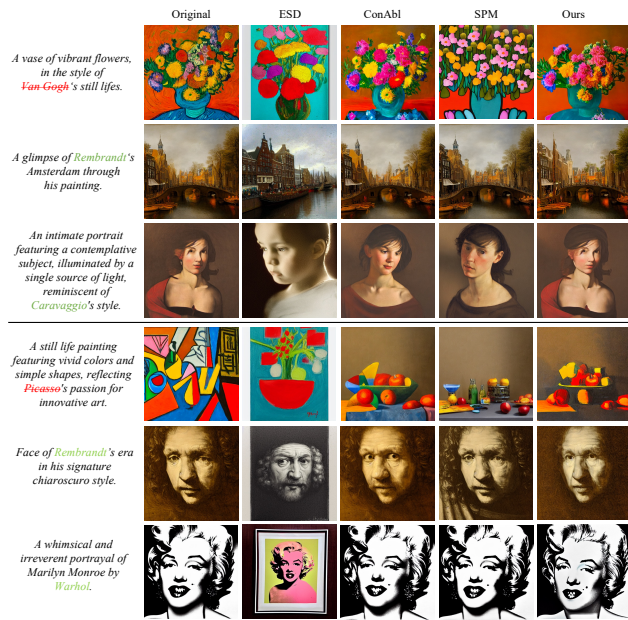 Original ESD ConAbl SPM Ours
A vase of vibrant flowers,
in the style of
Van Gogh's still lifes.
A glimpse of Rembrandt's
Amsterdam through
his painting.
An intimate portrait
featuring a contemplative
subject, illuminated by a
single source of light,
reminiscent of
Caravaggio's style.
A still life painting
featuring vivid colors and
simple shapes, reflecting
Picasso's passion for
innovative art.
Face of Rembrandt's era
in his signature
chiaroscuro style.
A whimsical and
irreverent portrayal of
Marilyn Monroe by
Warhol.